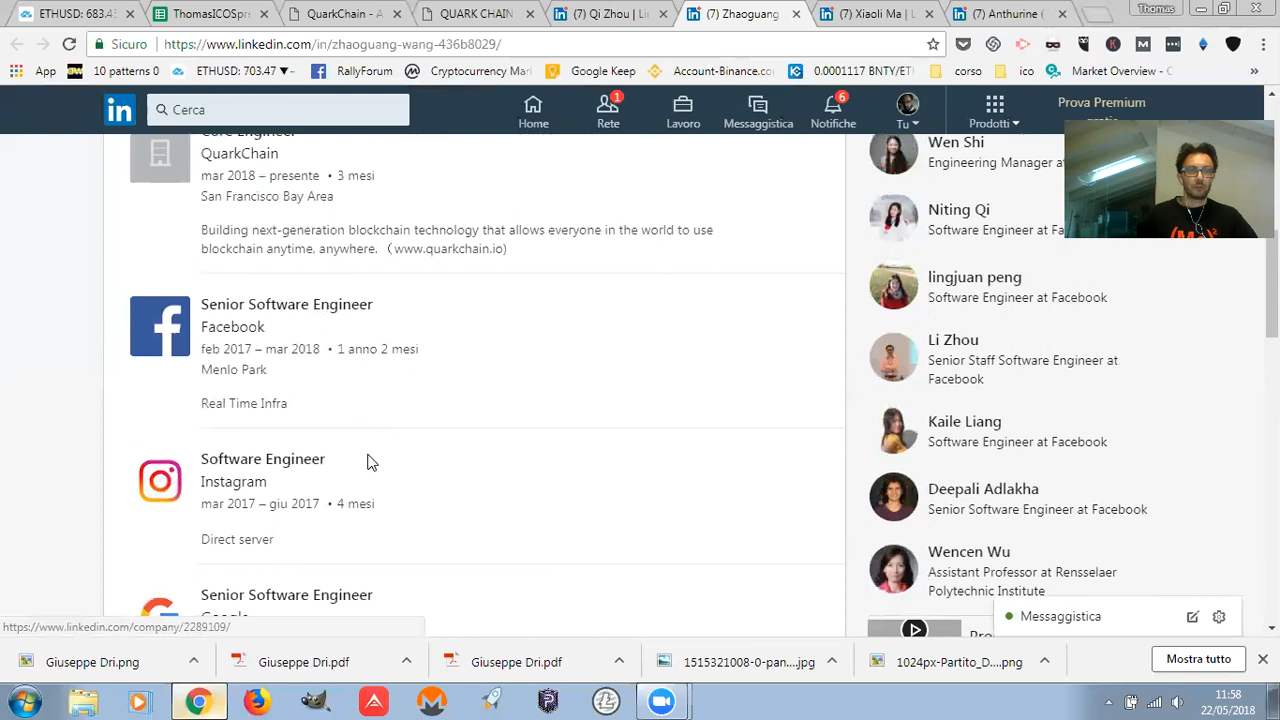 ETHUSD: 683.43
ThomasICOSpr
QuarkChain - A
QUARK CHAIN
(7) Qi Zhou | Lin
(7) Zhaoguang
(7) Xiaoli Ma | L
(7) Anthurine |
Thomas
Sicuro
https://www.linkedin.com/in/zhaoguang-wang-436b8029/
App
10 patterns 0
ETHUSD: 703.47 ▼
RallyForum
Cryptocurrency Mar
Google Keep
Account-Binance.co
0.0001117 BNTY/ET
corso
ico
Market Overview - C
»
in
Cerca
Home
1
Rete
Lavoro
Messaggistica
6
Notifiche
Tu
Prodotti
Prova Premium
gratis
Core Engineer
QuarkChain
mar 2018 – presente • 3 mesi
San Francisco Bay Area
Building next-generation blockchain technology that allows everyone in the world to use
blockchain anytime, anywhere. （www.quarkchain.io)
Senior Software Engineer
Facebook
feb 2017 – mar 2018 • 1 anno 2 mesi
Menlo Park
Real Time Infra
Software Engineer
Instagram
mar 2017 – giu 2017 • 4 mesi
Direct server
Senior Software Engineer
Google
Wen Shi
Engineering Manager at
Niting Qi
Software Engineer at Fa
lingjuan peng
Software Engineer at Facebook
Li Zhou
Senior Staff Software Engineer at
Facebook
Kaile Liang
Software Engineer at Facebook
Deepali Adlakha
Senior Software Engineer at Facebook
Wencen Wu
Assistant Professor at Rensselaer
Polytechnic Institute
Messaggistica
https://www.linkedin.com/company/2289109/
Giuseppe Dri.png
Giuseppe Dri.pdf
Giuseppe Dri.pdf
1515321008-0-pan....jpg
1024px-Partito_D....png
Mostra tutto
11:58
22/05/2018